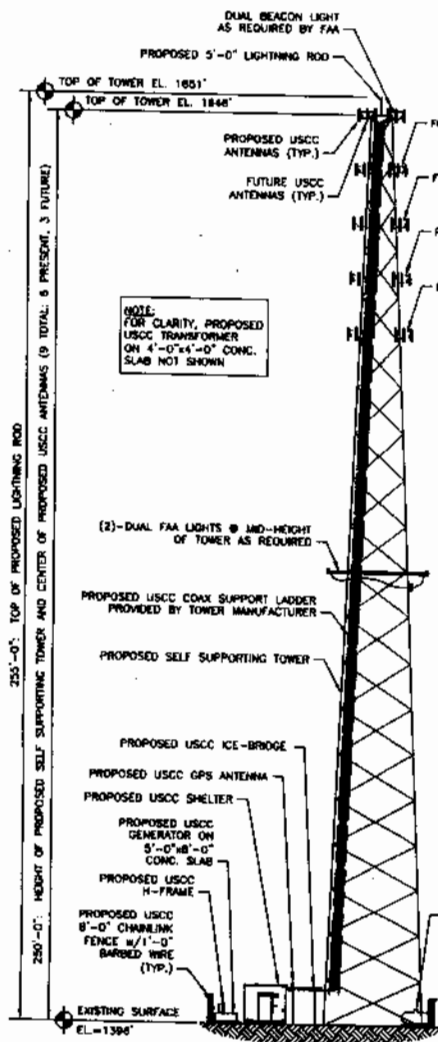 DUAL BEACON LIGHT
AS REQUIRED BY FAA
PROPOSED 5'-0" LIGHTNING ROD
TOP OF TOWER EL. 1651'
TOP OF TOWER EL. 1646'
PROPOSED USCC
ANTENNAS (TYP.)
FUTURE USCC
ANTENNAS (TYP.)
NOTE:
FOR CLARITY, PROPOSED
USCC TRANSFORMER
ON 4'-0"x4'-0" CONC.
SLAB NOT SHOWN
255'-0": TOP OF PROPOSED LIGHTNING ROD
250'-0": HEIGHT OF PROPOSED SELF SUPPORTING TOWER AND CENTER OF PROPOSED USCC ANTENNAS (9 TOTAL: 6 PRESENT, 3 FUTURE)
(2)-DUAL FAA LIGHTS @ MID-HEIGHT
OF TOWER AS REQUIRED
PROPOSED USCC COAX SUPPORT LADDER
PROVIDED BY TOWER MANUFACTURER
PROPOSED SELF SUPPORTING TOWER
PROPOSED USCC ICE-BRIDGE
PROPOSED USCC GPS ANTENNA
PROPOSED USCC SHELTER
PROPOSED USCC
GENERATOR ON
5'-0"x8'-0"
CONC. SLAB
PROPOSED USCC
H-FRAME
PROPOSED USCC
8'-0" CHAINLINK
FENCE w/1'-0"
BARBED WIRE
(TYP.)
EXISTING SURFACE
EL.=1396'